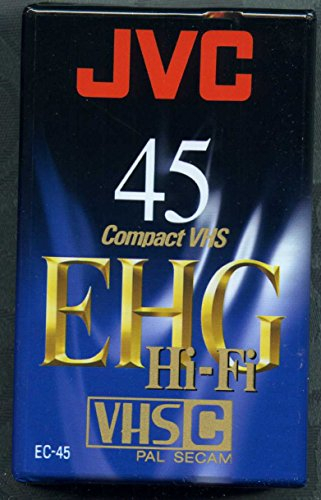 JVC
45
Compact VHS
EHG
Hi-Fi
VHS C
EC-45
PAL SECAM